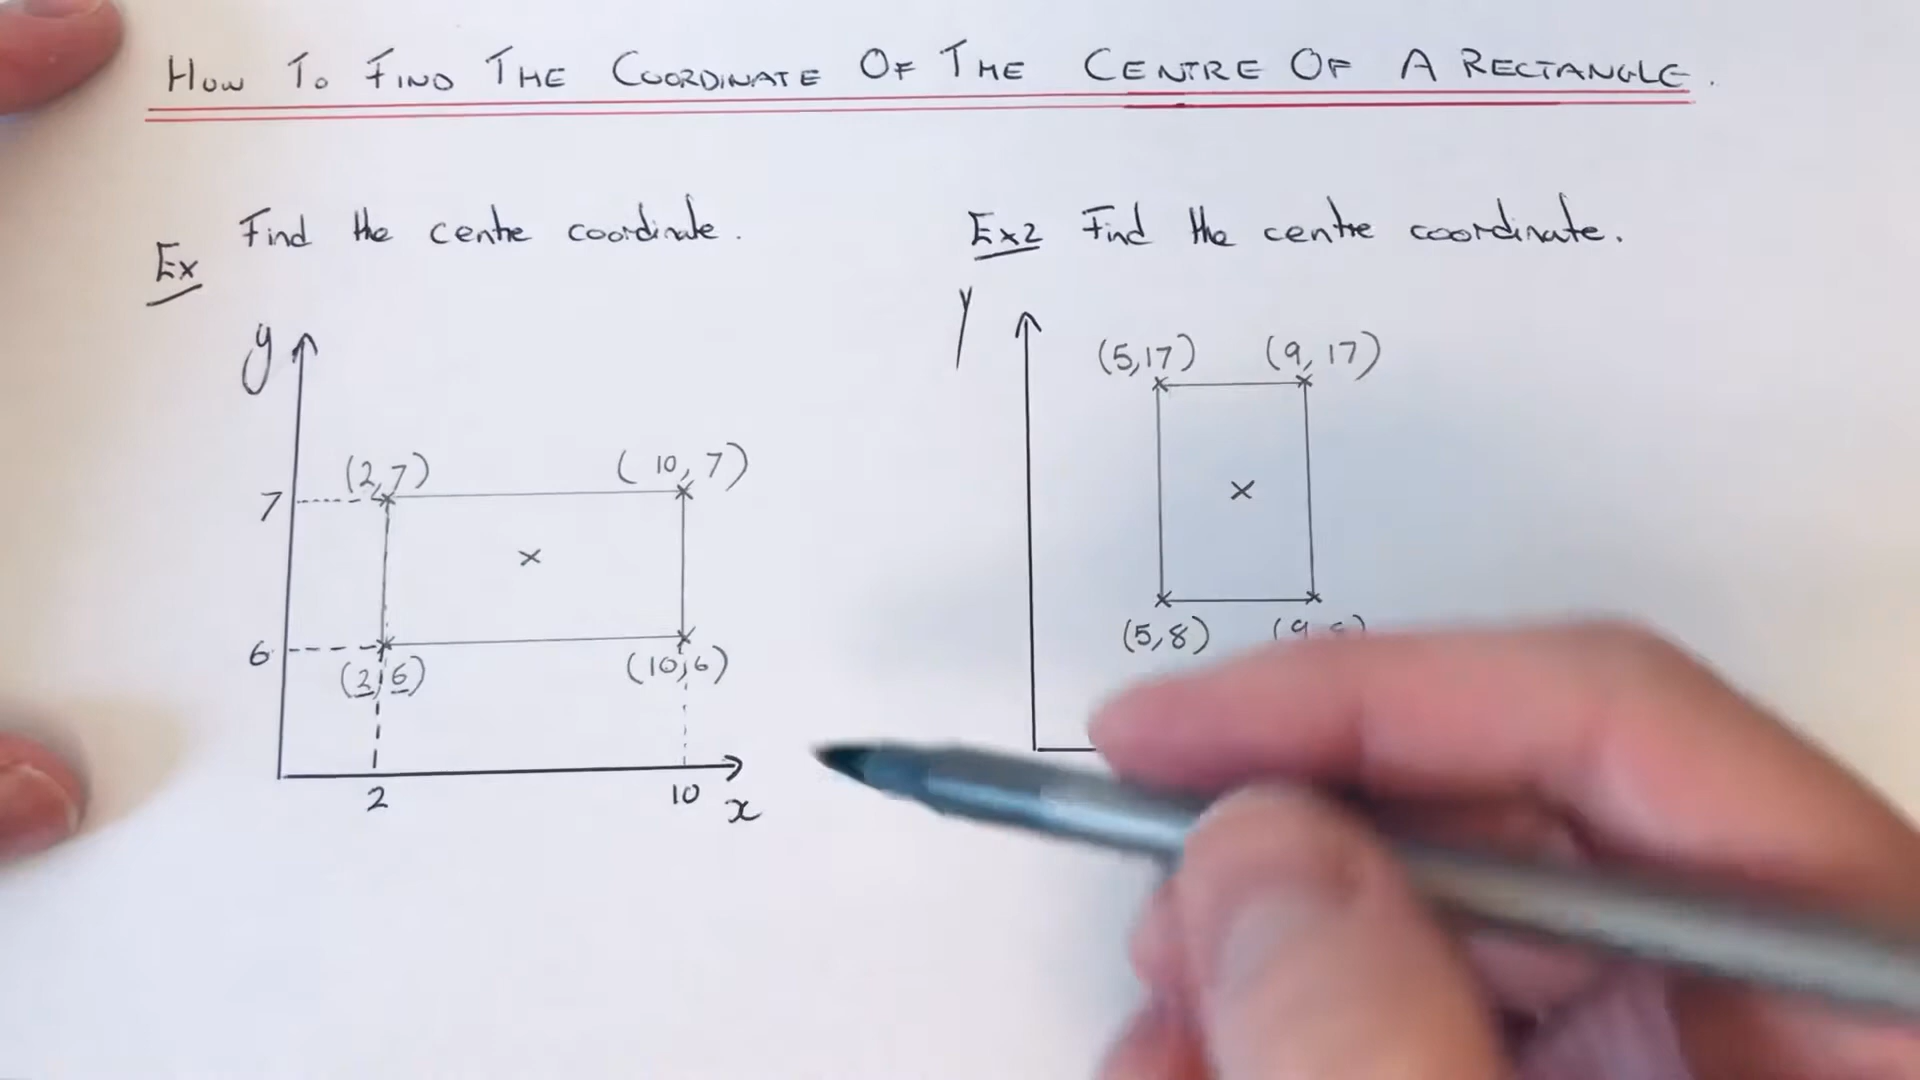 HOW TO FIND THE COORDINATE OF THE CENTRE OF A RECTANGLE.
Ex Find the centre coordinate.
y
(2,7) (10,7)
7
6
(2,6) (10,6)
2 10 x
Ex2 Find the centre coordinate.
y
(5,17) (9,17)
(5,8) (9